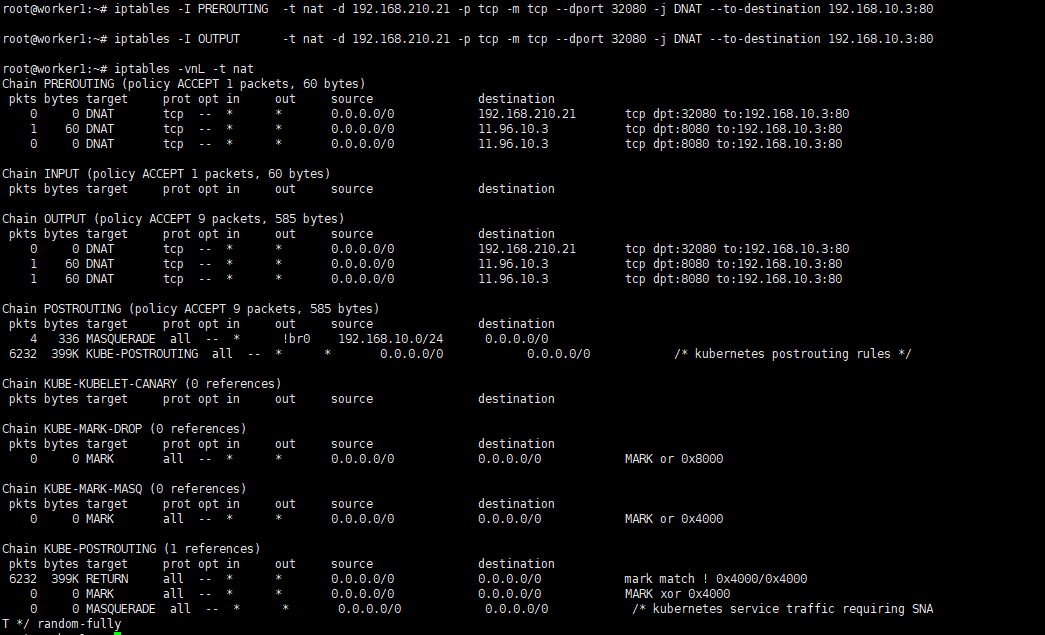 root@worker1:~# iptables -I PREROUTING  -t nat -d 192.168.210.21 -p tcp -m tcp --dport 32080 -j DNAT --to-destination 192.168.10.3:80
root@worker1:~# iptables -I OUTPUT      -t nat -d 192.168.210.21 -p tcp -m tcp --dport 32080 -j DNAT --to-destination 192.168.10.3:80
root@worker1:~# iptables -vnL -t nat
Chain PREROUTING (policy ACCEPT 1 packets, 60 bytes)
 pkts bytes target     prot opt in     out     source               destination
    0     0 DNAT       tcp  --  *      *       0.0.0.0/0            192.168.210.21       tcp dpt:32080 to:192.168.10.3:80
    1    60 DNAT       tcp  --  *      *       0.0.0.0/0            11.96.10.3           tcp dpt:8080 to:192.168.10.3:80
    0     0 DNAT       tcp  --  *      *       0.0.0.0/0            11.96.10.3           tcp dpt:8080 to:192.168.10.3:80
Chain INPUT (policy ACCEPT 1 packets, 60 bytes)
 pkts bytes target     prot opt in     out     source               destination
Chain OUTPUT (policy ACCEPT 9 packets, 585 bytes)
 pkts bytes target     prot opt in     out     source               destination
    0     0 DNAT       tcp  --  *      *       0.0.0.0/0            192.168.210.21       tcp dpt:32080 to:192.168.10.3:80
    1    60 DNAT       tcp  --  *      *       0.0.0.0/0            11.96.10.3           tcp dpt:8080 to:192.168.10.3:80
    1    60 DNAT       tcp  --  *      *       0.0.0.0/0            11.96.10.3           tcp dpt:8080 to:192.168.10.3:80
Chain POSTROUTING (policy ACCEPT 9 packets, 585 bytes)
 pkts bytes target     prot opt in     out     source               destination
    4   336 MASQUERADE  all  --  *      !br0    192.168.10.0/24      0.0.0.0/0
 6232  399K KUBE-POSTROUTING  all  --  *      *       0.0.0.0/0            0.0.0.0/0            /* kubernetes postrouting rules */
Chain KUBE-KUBELET-CANARY (0 references)
 pkts bytes target     prot opt in     out     source               destination
Chain KUBE-MARK-DROP (0 references)
 pkts bytes target     prot opt in     out     source               destination
    0     0 MARK       all  --  *      *       0.0.0.0/0            0.0.0.0/0            MARK or 0x8000
Chain KUBE-MARK-MASQ (0 references)
 pkts bytes target     prot opt in     out     source               destination
    0     0 MARK       all  --  *      *       0.0.0.0/0            0.0.0.0/0            MARK or 0x4000
Chain KUBE-POSTROUTING (1 references)
 pkts bytes target     prot opt in     out     source               destination
 6232  399K RETURN     all  --  *      *       0.0.0.0/0            0.0.0.0/0            mark match ! 0x4000/0x4000
    0     0 MARK       all  --  *      *       0.0.0.0/0            0.0.0.0/0            MARK xor 0x4000
    0     0 MASQUERADE  all  --  *      *       0.0.0.0/0            0.0.0.0/0            /* kubernetes service traffic requiring SNA
T */ random-fully